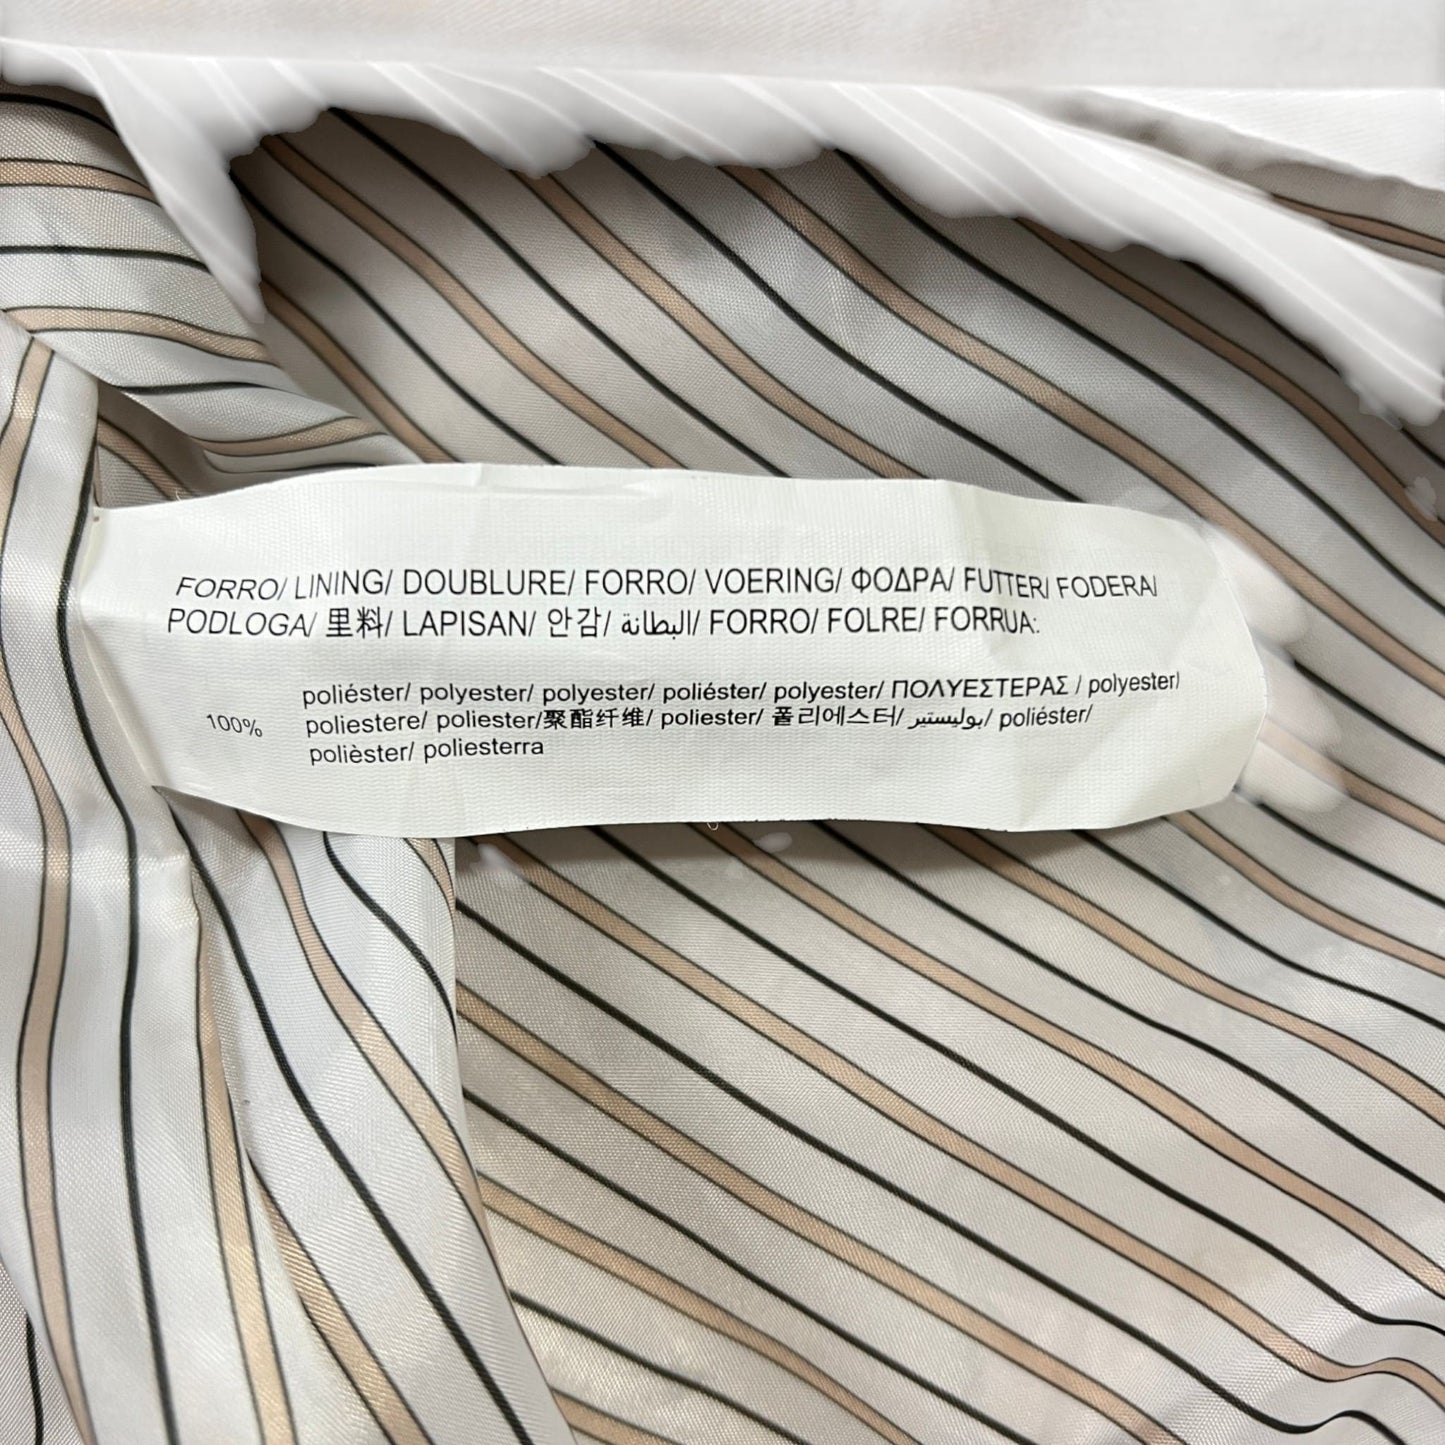 FORRO/ LINING/ DOUBLURE/ FORRO/ VOERING/ ΦΟΔΡΑ/ FUTTER/ FODERA/
PODLOGA/ 里料/ LAPISAN/ 안감/ البطانة/ FORRO/ FOLRE/ FORRUA:
poliéster/ polyester/ polyester/ poliéster/ polyester/ ΠΟΛΥΕΣΤΕΡΑΣ / polyester/
100% poliestere/ poliester/聚酯纤维/ poliester/ 폴리에스터/ بوليستير/ poliéster/
polièster/ poliesterra